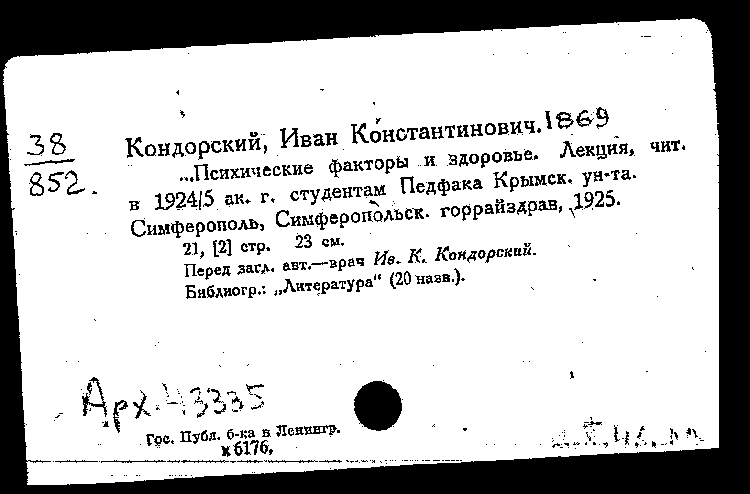 38
852.
Кондорский, Иван Константинович. 1869
...Психические факторы и здоровье. Лекция, чит.
в 1924/5 ак. г. студентам Педфака Крымск. ун-та.
Симферополь, Симферопольск. горрайздрав, 1925.
21, [2] стр. 23 см.
Перед загл. авт.—врач Ив. К. Кондорский.
Библиогр.: „Литература“ (20 назв.).
Арх. 43335
Гос. Публ. б-ка в Ленингр.
к 6176,